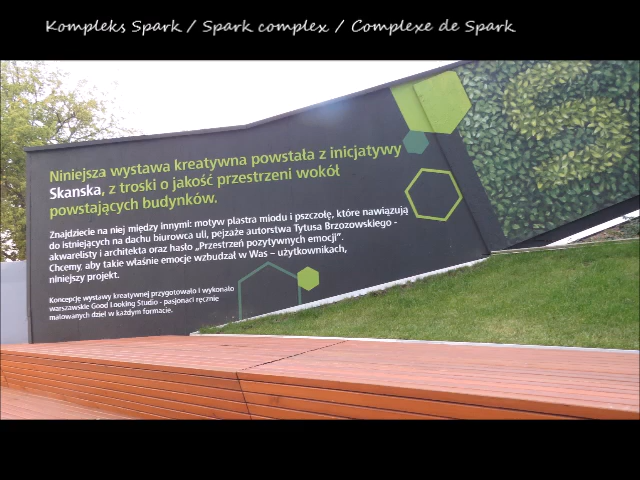 Kompleks Spark / Spark complex / Complexe de Spark
Niniejsza wystawa kreatywna powstała z inicjatywy
Skanska, z troski o jakość przestrzeni wokół
powstających budynków.
Znajdziecie na niej między innymi: motyw plastra miodu i pszczołę, które nawiązują
do istniejących na dachu biurowca uli, pejzaże autorstwa Tytusa Brzozowskiego -
akwarelisty i architekta oraz hasło „Przestrzeń pozytywnych emocji”.
Chcemy, aby takie właśnie emocje wzbudzał w Was – użytkownikach,
niniejszy projekt.
Koncepcję wystawy kreatywnej przygotowało i wykonało
warszawskie Good Looking Studio - pasjonaci ręcznie
malowanych dzieł w każdym formacie.